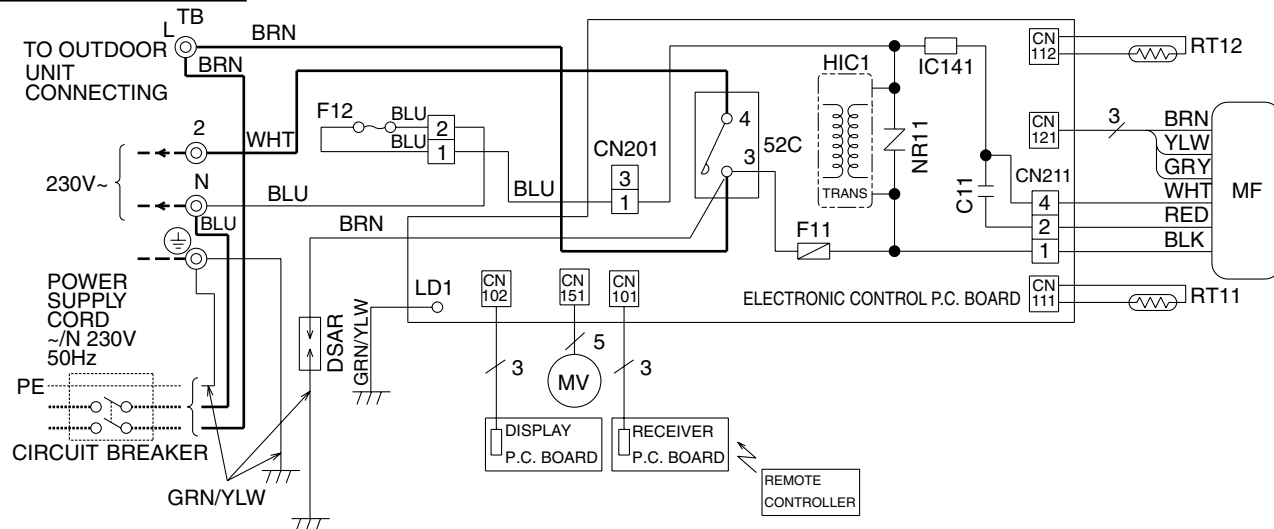 TB
L
TO OUTDOOR
UNIT
CONNECTING
BRN
BRN
2
WHT
230V~
N
BLU
BLU
F12
BLU
BLU
2
1
BLU
CN201
3
1
BRN
POWER
SUPPLY
CORD
~/N 230V
50Hz
PE
CIRCUIT BREAKER
GRN/YLW
DSAR
GRN/YLW
LD1
4
3
52C
HIC1
TRANS
NR11
IC141
C11
F11
CN211
4
2
1
CN
112
RT12
CN
121
3
BRN
YLW
GRY
WHT
RED
BLK
MF
CN
111
RT11
ELECTRONIC CONTROL P.C. BOARD
CN
102
CN
151
CN
101
3
5
3
MV
DISPLAY
P.C. BOARD
RECEIVER
P.C. BOARD
REMOTE
CONTROLLER